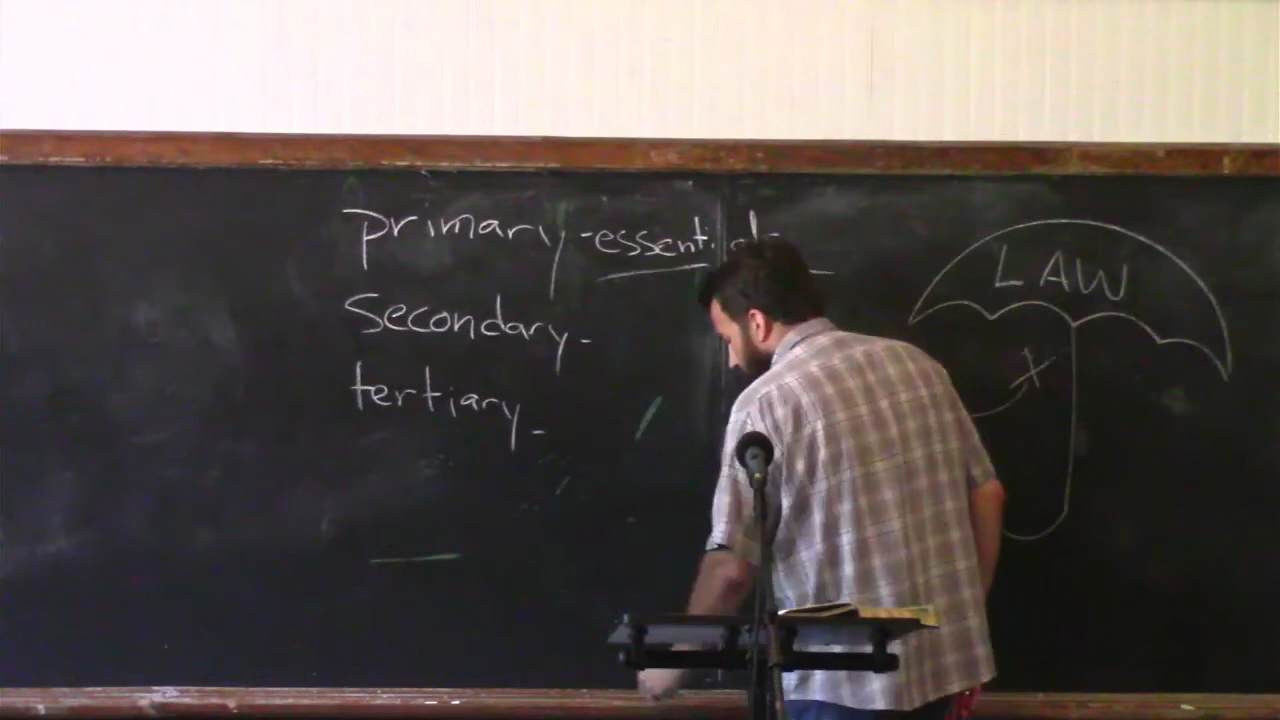 primary - essential
secondary -
tertiary -
LAW